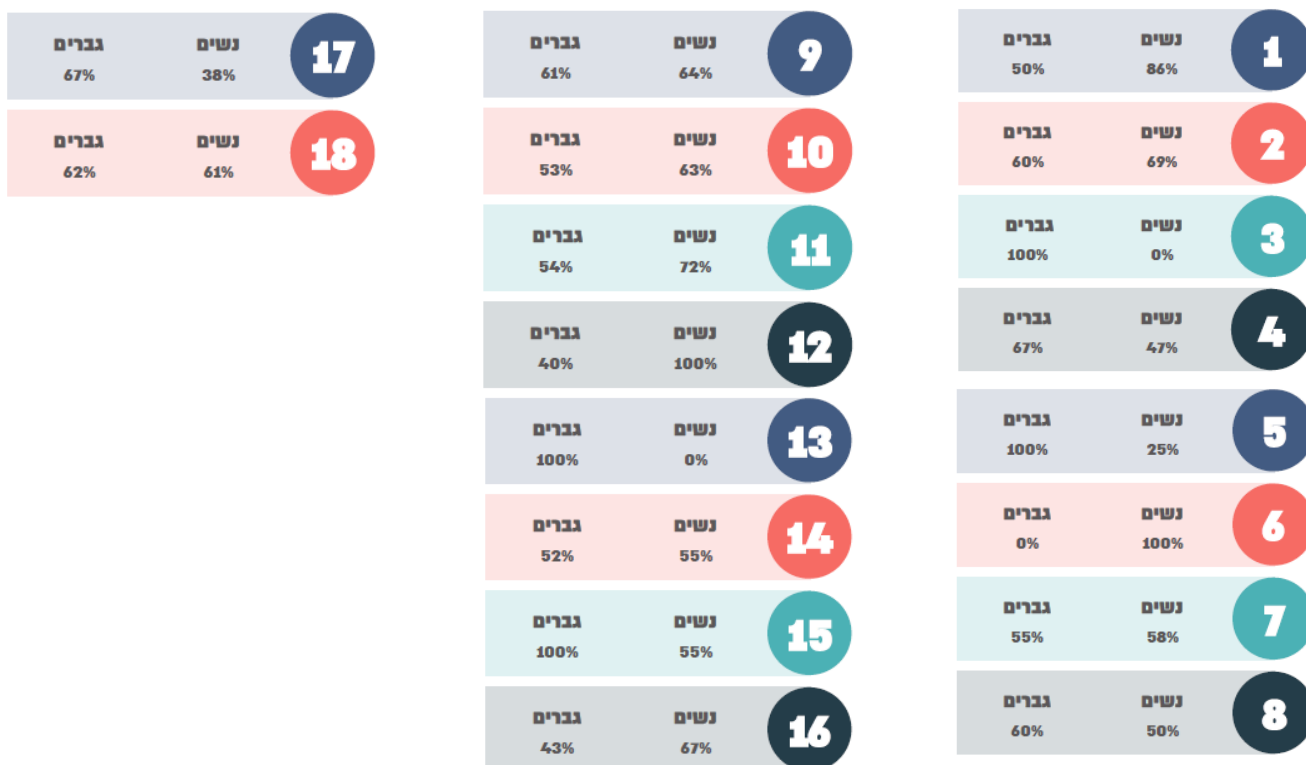 1
נשים גברים
86% 50%
2
נשים גברים
69% 60%
3
נשים גברים
0% 100%
4
נשים גברים
47% 67%
5
נשים גברים
25% 100%
6
נשים גברים
100% 0%
7
נשים גברים
58% 55%
8
נשים גברים
50% 60%
9
נשים גברים
64% 61%
10
נשים גברים
63% 53%
11
נשים גברים
72% 54%
12
נשים גברים
100% 40%
13
נשים גברים
0% 100%
14
נשים גברים
55% 52%
15
נשים גברים
55% 100%
16
נשים גברים
67% 43%
17
נשים גברים
38% 67%
18
נשים גברים
61% 62%